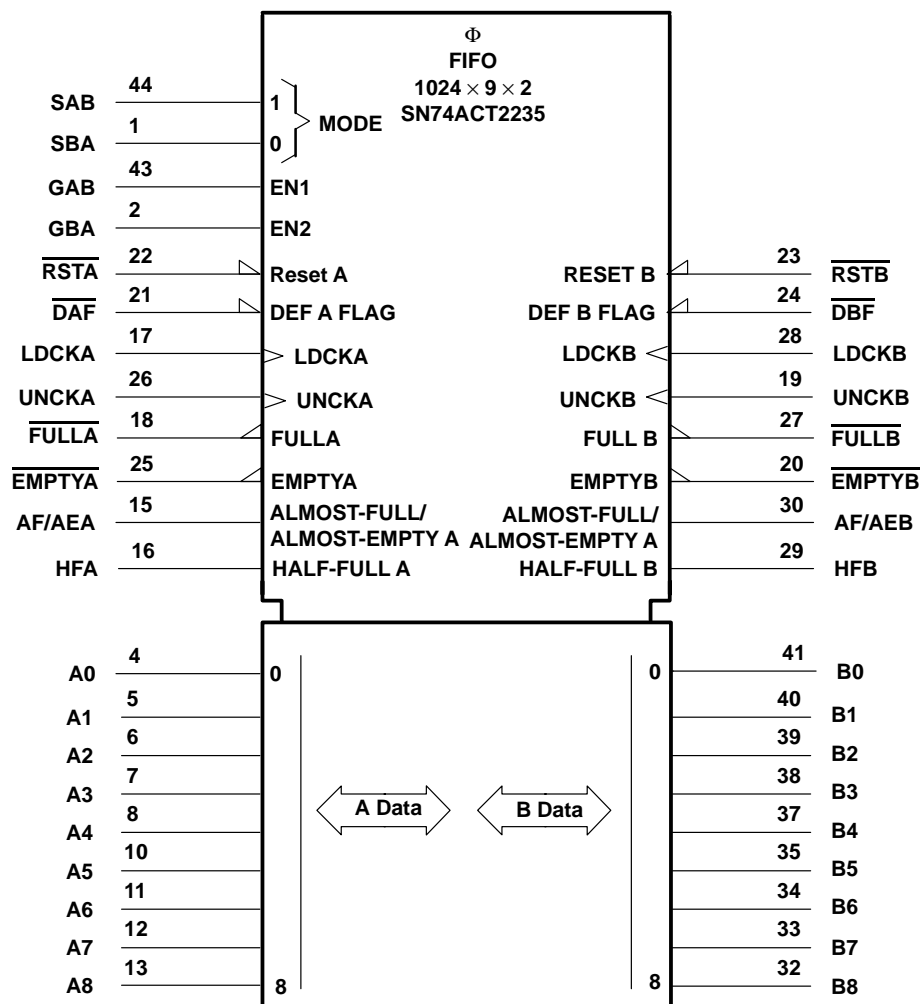 Φ
FIFO
1024 × 9 × 2
SN74ACT2235
SAB 44 1
SBA 1 0
MODE
GAB 43 EN1
GBA 2 EN2
RSTA 22 Reset A RESET B 23 RSTB
DAF 21 DEF A FLAG DEF B FLAG 24 DBF
LDCKA 17 LDCKA LDCKB 28 LDCKB
UNCKA 26 UNCKA UNCKB 19 UNCKB
FULLA 18 FULLA FULL B 27 FULLB
EMPTYA 25 EMPTYA EMPTYB 20 EMPTYB
AF/AEA 15 ALMOST-FULL/ ALMOST-FULL/ 30 AF/AEB
ALMOST-EMPTY A ALMOST-EMPTY A
HFA 16 HALF-FULL A HALF-FULL B 29 HFB
A0 4 0 0 41 B0
A1 5 40 B1
A2 6 39 B2
A3 7 38 B3
A Data B Data
A4 8 37 B4
A5 10 35 B5
A6 11 34 B6
A7 12 33 B7
A8 13 8 8 32 B8